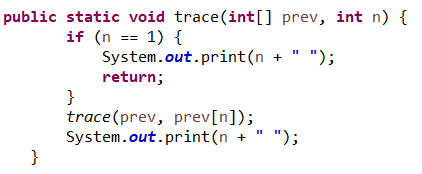 public static void trace(int[] prev, int n) {
if (n == 1) {
System.out.print(n + " ");
return;
}
trace(prev, prev[n]);
System.out.print(n + " ");
}